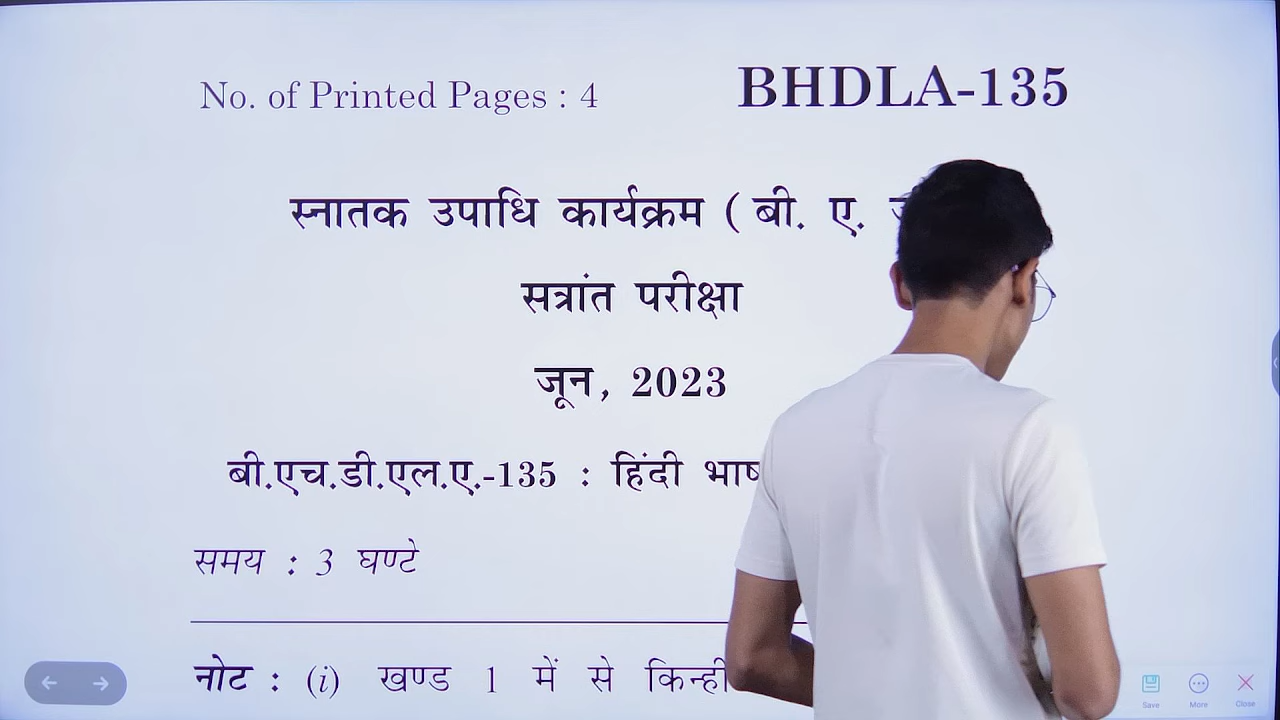 No. of Printed Pages : 4 BHDLA-135
स्नातक उपाधि कार्यक्रम ( बी. ए.
सत्रांत परीक्षा
जून, 2023
बी.एच.डी.एल.ए.-135 : हिंदी
समय : 3 घण्टे
नोट : (i) खण्ड 1 में से किन्हीं
Save More Close